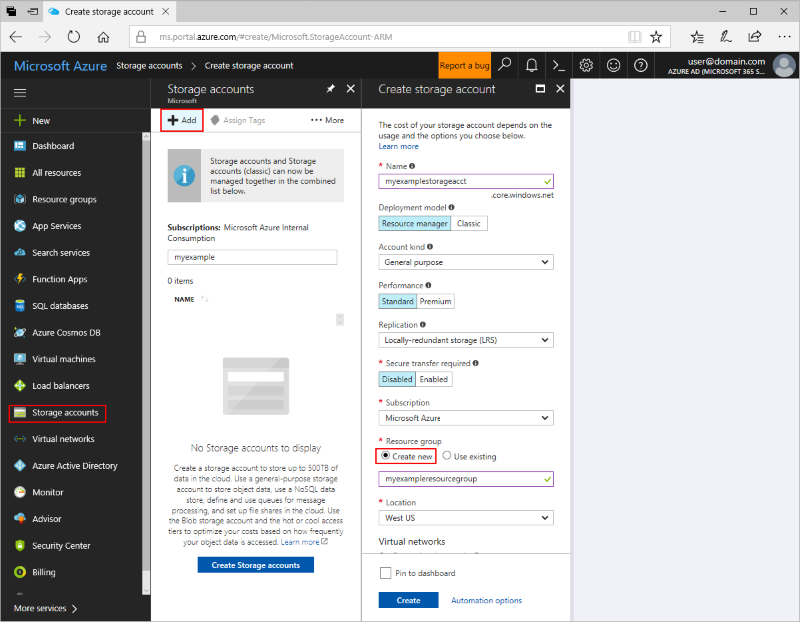 Create storage account
ms.portal.azure.com/#create/Microsoft.StorageAccount-ARM
Microsoft Azure Storage accounts > Create storage account
Report a bug
user@domain.com
AZURE AD (MICROSOFT 365 S...
New
Dashboard
All resources
Resource groups
App Services
Search services
Function Apps
SQL databases
Azure Cosmos DB
Virtual machines
Load balancers
Storage accounts
Virtual networks
Azure Active Directory
Monitor
Advisor
Security Center
Billing
More services >
Storage accounts
Microsoft
Add
Assign Tags
••• More
Storage accounts and Storage
accounts (classic) can now be
managed together in the combined
list below.
Subscriptions: Microsoft Azure Internal
Consumption
myexample
0 items
NAME
No Storage accounts to display
Create a storage account to store up to 500TB of
data in the cloud. Use a general-purpose storage
account to store object data, use a NoSQL data
store, define and use queues for message
processing, and set up file shares in the cloud. Use
the Blob storage account and the hot or cool access
tiers to optimize your costs based on how frequently
your object data is accessed. Learn more
Create Storage accounts
Create storage account
The cost of your storage account depends on the
usage and the options you choose below.
Learn more
* Name
myexamplestorageacct
.core.windows.net
Deployment model
Resource manager Classic
Account kind
General purpose
Performance
Standard Premium
Replication
Locally-redundant storage (LRS)
* Secure transfer required
Disabled Enabled
* Subscription
Microsoft Azure
* Resource group
Create new Use existing
myexampleresourcegroup
* Location
West US
Virtual networks
Pin to dashboard
Create Automation options